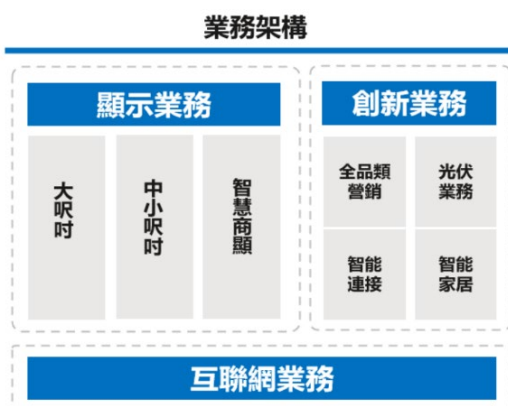 業務架構
顯示業務
大呎吋
中小呎吋
智慧商顯
創新業務
全品類
營銷
光伏
業務
智能
連接
智能
家居
互聯網業務